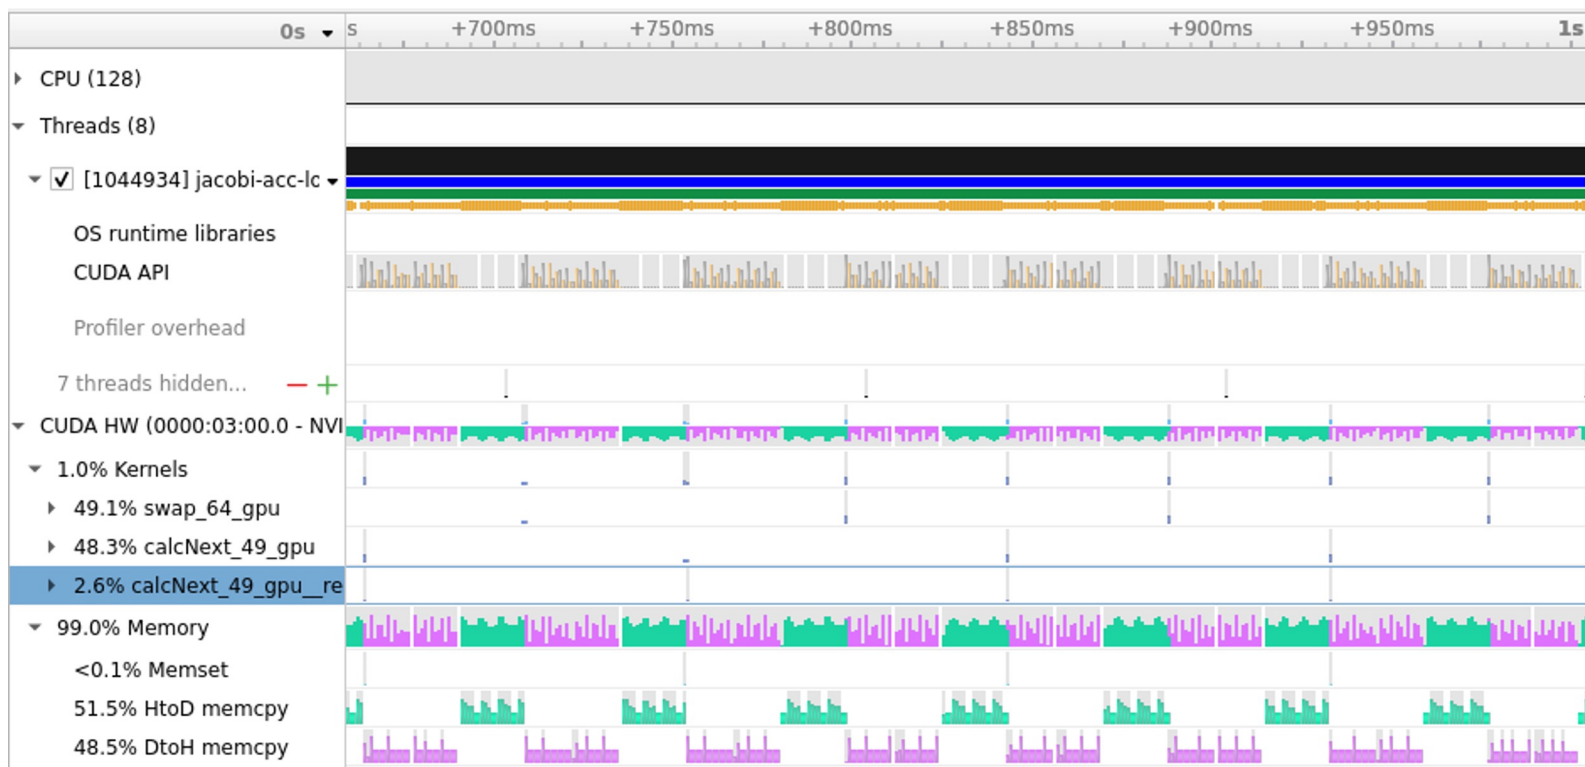 0s s +700ms +750ms +800ms +850ms +900ms +950ms 1s
CPU (128)
Threads (8)
[1044934] jacobi-acc-lo
OS runtime libraries
CUDA API
Profiler overhead
7 threads hidden...
CUDA HW (0000:03:00.0 - NVI
1.0% Kernels
49.1% swap_64_gpu
48.3% calcNext_49_gpu
2.6% calcNext_49_gpu__re
99.0% Memory
<0.1% Memset
51.5% HtoD memcpy
48.5% DtoH memcpy